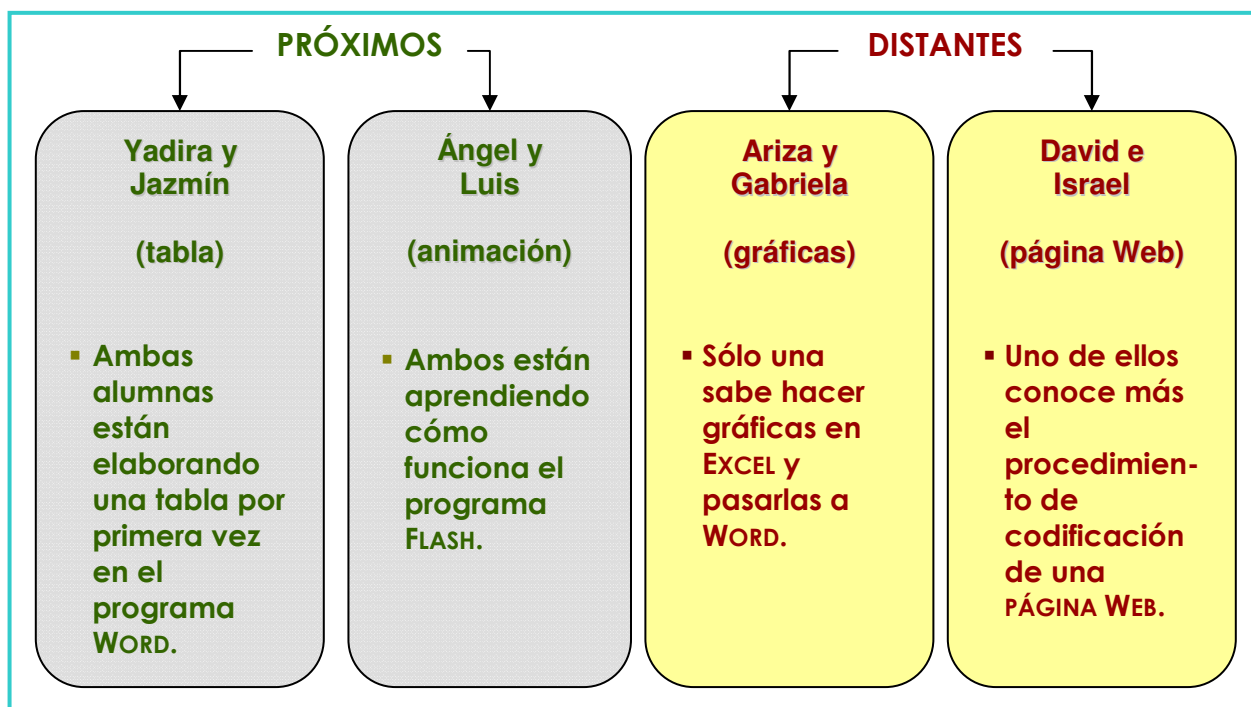 PRÓXIMOS
DISTANTES
Yadira y
Jazmín
(tabla)
▪ Ambas
alumnas
están
elaborando
una tabla por
primera vez
en el
programa
WORD.
Ángel y
Luis
(animación)
▪ Ambos están
aprendiendo
cómo
funciona el
programa
FLASH.
Ariza y
Gabriela
(gráficas)
▪ Sólo una
sabe hacer
gráficas en
EXCEL y
pasarlas a
WORD.
David e
Israel
(página Web)
▪ Uno de ellos
conoce más
el
procedimien-
to de
codificación
de una
PÁGINA WEB.